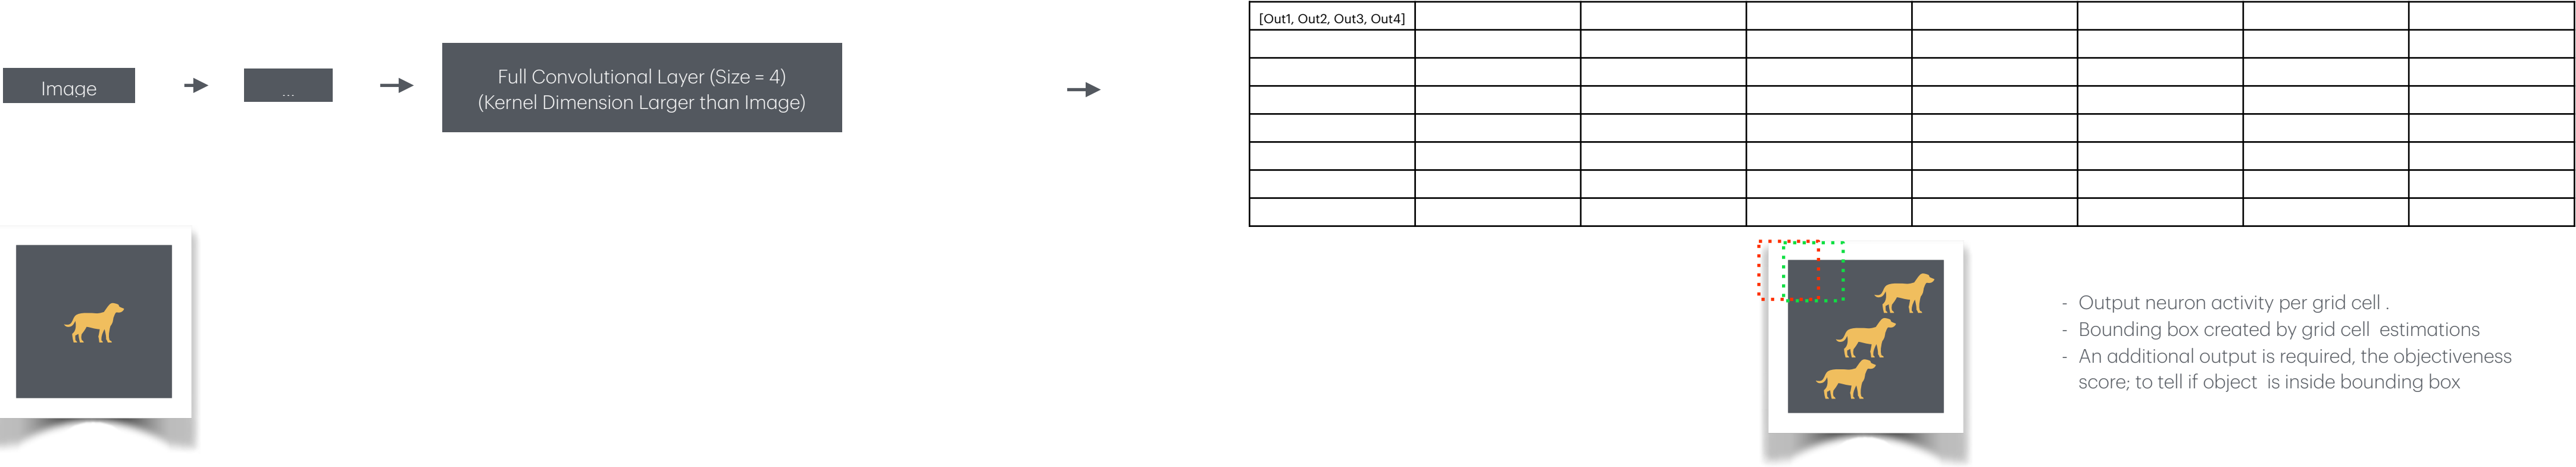 Image
...
Full Convolutional Layer (Size = 4)
(Kernel Dimension Larger than Image)
[Out1, Out2, Out3, Out4]
- Output neuron activity per grid cell .
- Bounding box created by grid cell  estimations
- An additional output is required, the objectiveness
score; to tell if object  is inside bounding box